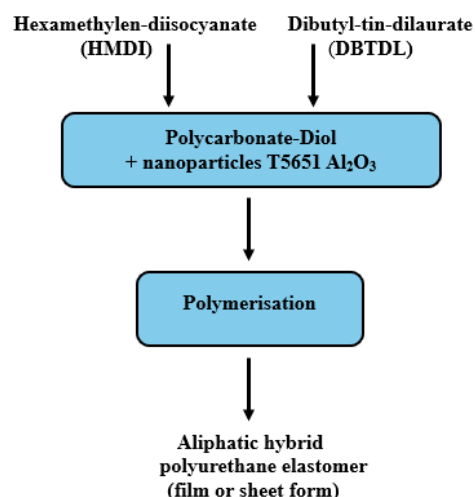 Hexamethylen-diisocyanate
(HMDI)
Dibutyl-tin-dilaurate
(DBTDL)
Polycarbonate-Diol
+ nanoparticles T5651 Al₂O₃
Polymerisation
Aliphatic hybrid
polyurethane elastomer
(film or sheet form)